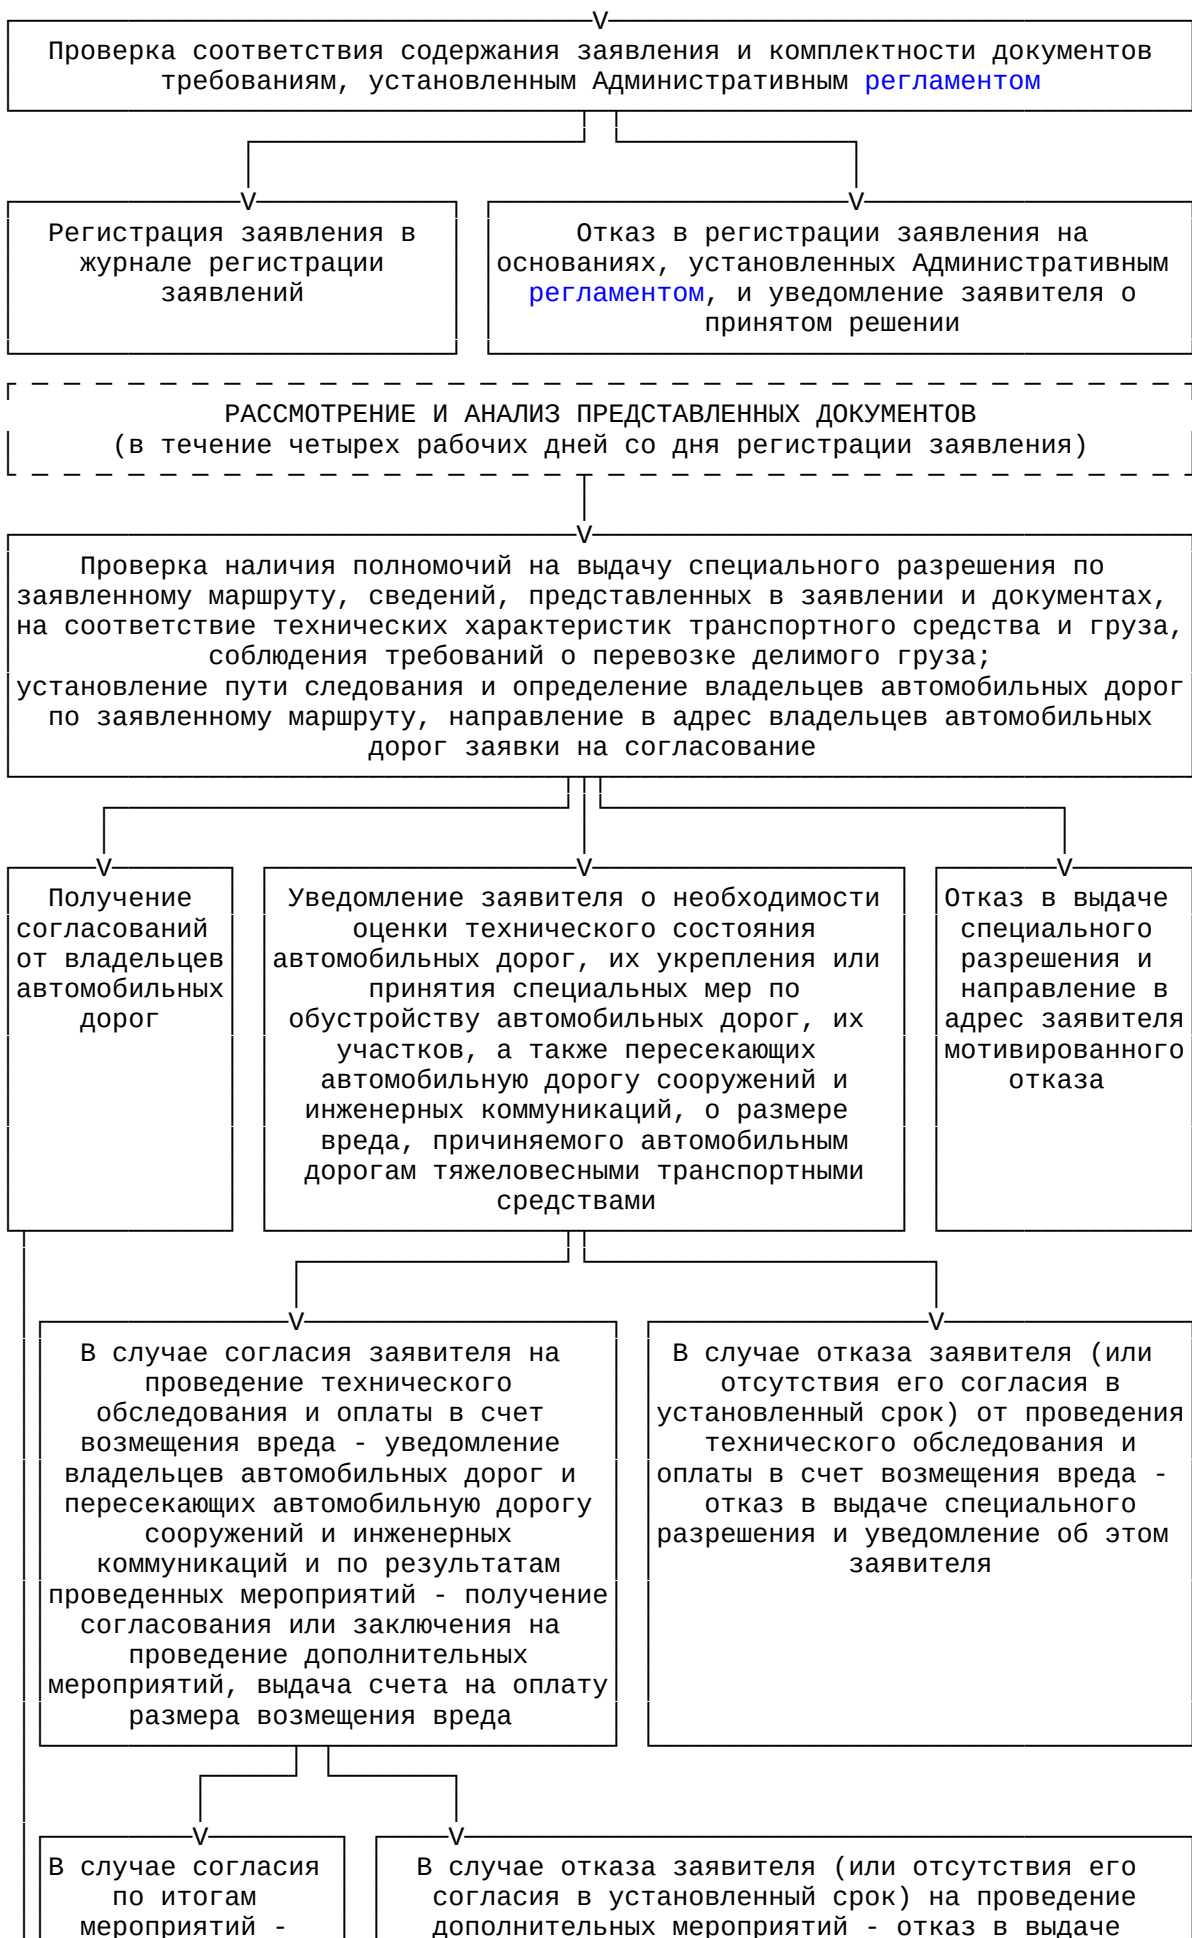 Проверка соответствия содержания заявления и комплектности документов
требованиям, установленным Административным регламентом
Регистрация заявления в
журнале регистрации
заявлений
Отказ в регистрации заявления на
основаниях, установленных Административным
регламентом, и уведомление заявителя о
принятом решении
РАССМОТРЕНИЕ И АНАЛИЗ ПРЕДСТАВЛЕННЫХ ДОКУМЕНТОВ
(в течение четырех рабочих дней со дня регистрации заявления)
Проверка наличия полномочий на выдачу специального разрешения по
заявленному маршруту, сведений, представленных в заявлении и документах,
на соответствие технических характеристик транспортного средства и груза,
соблюдения требований о перевозке делимого груза;
установление пути следования и определение владельцев автомобильных дорог
по заявленному маршруту, направление в адрес владельцев автомобильных
дорог заявки на согласование
Получение
согласований
от владельцев
автомобильных
дорог
Уведомление заявителя о необходимости
оценки технического состояния
автомобильных дорог, их укрепления или
принятия специальных мер по
обустройству автомобильных дорог, их
участков, а также пересекающих
автомобильную дорогу сооружений и
инженерных коммуникаций, о размере
вреда, причиняемого автомобильным
дорогам тяжеловесными транспортными
средствами
Отказ в выдаче
специального
разрешения и
направление в
адрес заявителя
мотивированного
отказа
В случае согласия заявителя на
проведение технического
обследования и оплаты в счет
возмещения вреда - уведомление
владельцев автомобильных дорог и
пересекающих автомобильную дорогу
сооружений и инженерных
коммуникаций и по результатам
проведенных мероприятий - получение
согласования или заключения на
проведение дополнительных
мероприятий, выдача счета на оплату
размера возмещения вреда
В случае отказа заявителя (или
отсутствия его согласия в
установленный срок) от проведения
технического обследования и
оплаты в счет возмещения вреда -
отказ в выдаче специального
разрешения и уведомление об этом
заявителя
В случае согласия
по итогам
мероприятий -
В случае отказа заявителя (или отсутствия его
согласия в установленный срок) на проведение
дополнительных мероприятий - отказ в выдаче